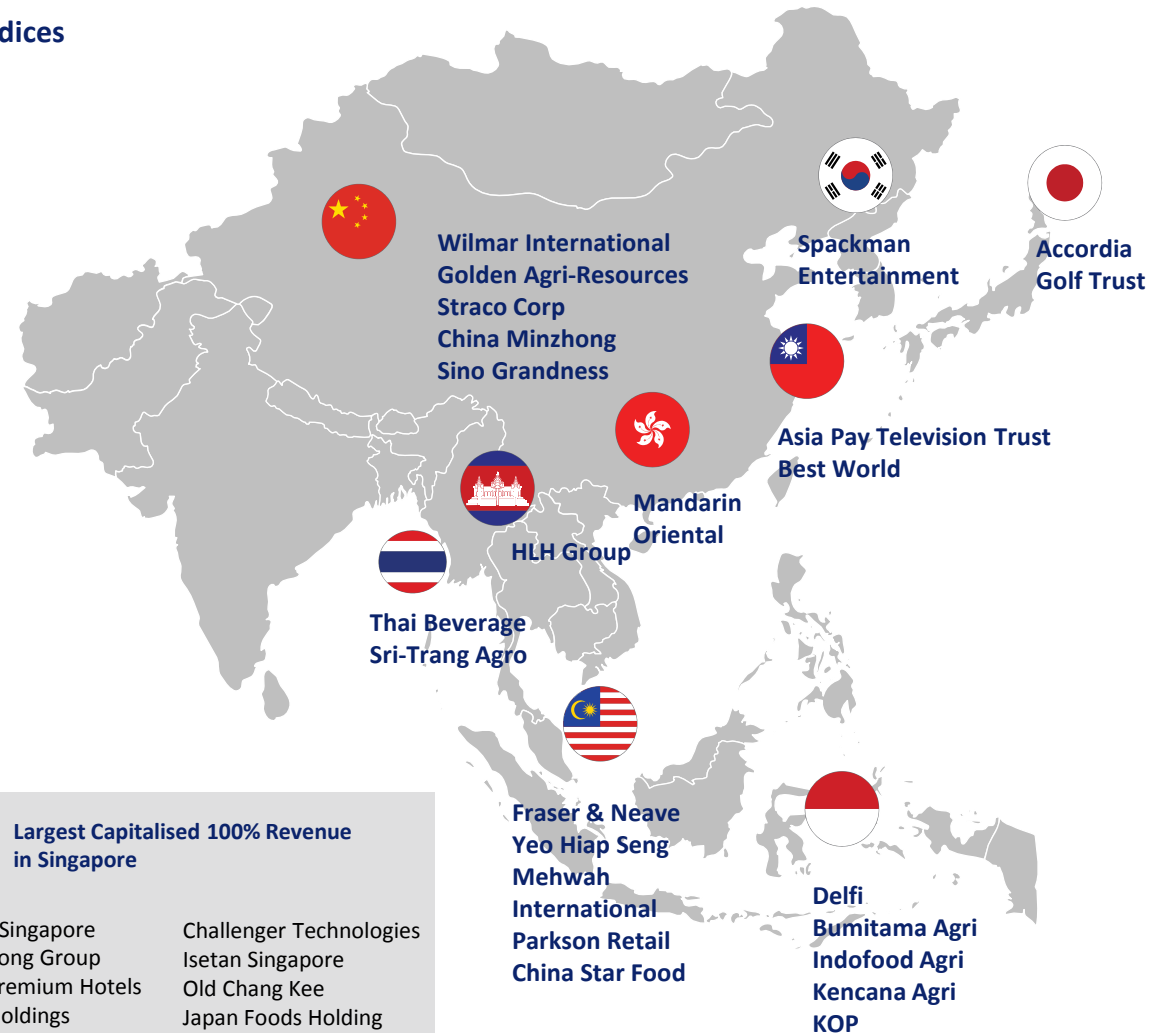 dices
Wilmar International
Golden Agri-Resources
Straco Corp
China Minzhong
Sino Grandness
Spackman
Entertainment
Accordia
Golf Trust
Asia Pay Television Trust
Best World
Mandarin
Oriental
HLH Group
Thai Beverage
Sri-Trang Agro
Fraser & Neave
Yeo Hiap Seng
Mehwah
International
Parkson Retail
China Star Food
Delfi
Bumitama Agri
Indofood Agri
Kencana Agri
KOP
Largest Capitalised 100% Revenue
in Singapore
Singapore
ong Group
remium Hotels
oldings
Challenger Technologies
Isetan Singapore
Old Chang Kee
Japan Foods Holding